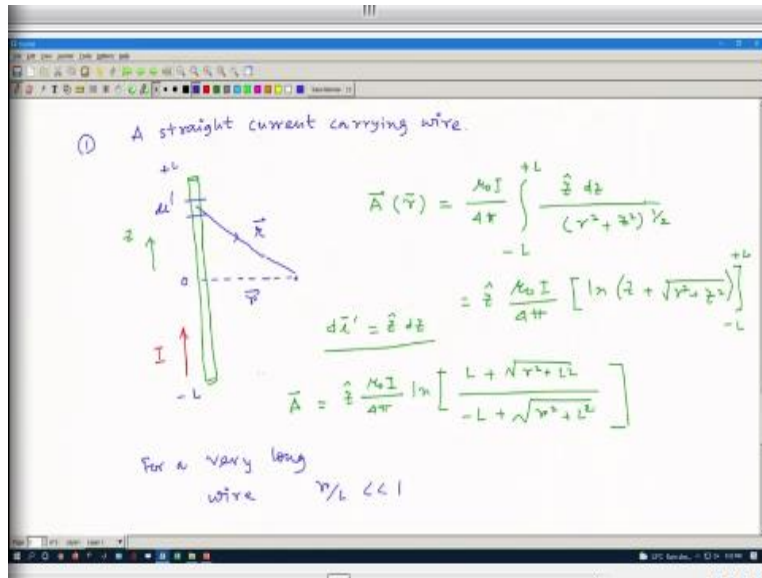 ① A straight current carrying wire.
+L
dl'
z
r
0
r
I
-L
A (r) = μ₀I / 4π ∫ -L +L ẑ dz / (r² + z²)^1/2
dl' = ẑ dz
= ẑ μ₀I / 4π [ ln (z + √r²+z²) ] -L +L
A = ẑ μ₀I / 4π ln [ L + √r²+L² / -L + √r²+L² ]
For a very long
wire r/L << 1